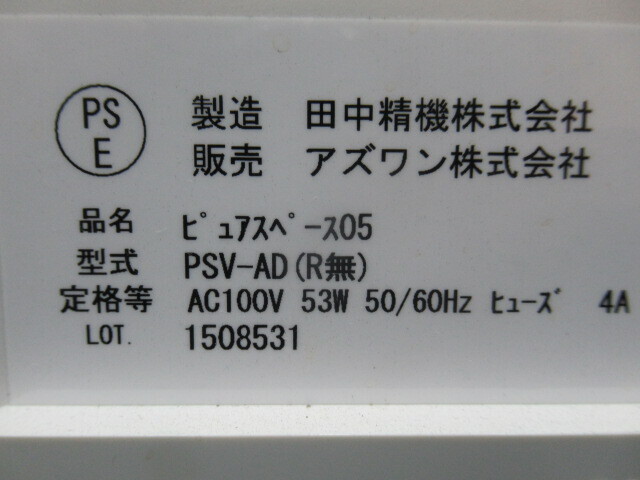 PS
E
製造 田中精機株式会社
販売 アズワン株式会社
品名 ピュアスペース05
型式 PSV-AD(R無)
定格等 AC100V 53W 50/60Hz ヒューズ 4A
LOT. 1508531